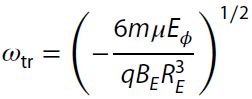 ω_tr = ( − 6mμE_ϕ / qB_E R_E^3 )^1/2